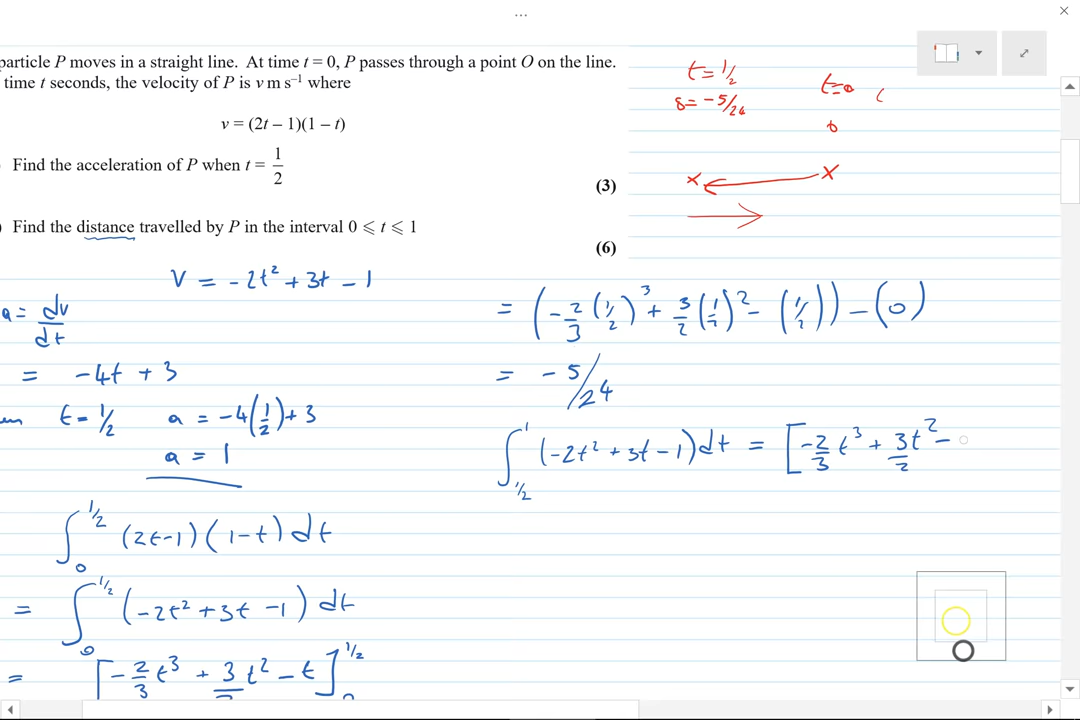 particle P moves in a straight line. At time t = 0, P passes through a point O on the line.
time t seconds, the velocity of P is v m s⁻¹ where
v = (2t – 1)(1 – t)
Find the acceleration of P when t = 1/2
(3)
) Find the distance travelled by P in the interval 0 ⩽ t ⩽ 1
(6)
t = 1/2
s = -5/24
t=0
0
x x
V = -2t² + 3t - 1
a = dv/dt
= -4t + 3
t = 1/2 a = -4(1/2) + 3
a = 1
∫₀^1/2 (2t-1)(1-t) dt
= ∫₀^1/2 (-2t² + 3t - 1) dt
= [-2/3 t³ + 3/2 t² - t]₀^1/2
= (-2/3 (1/2)³ + 3/2 (1/2)² - (1/2)) - (0)
= -5/24
∫_1/2^1 (-2t² + 3t - 1) dt = [-2/3 t³ + 3t²/2 -